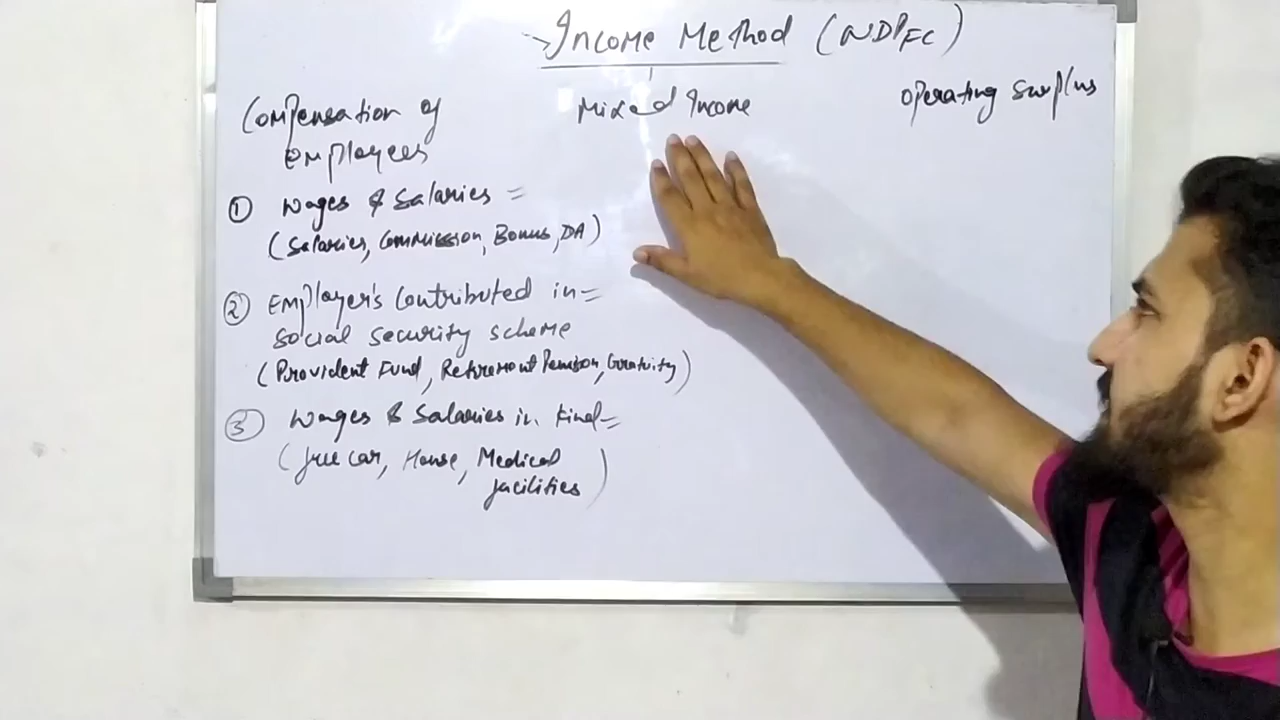 Income Method (NDPFC)
Compensation of
Employees
Mixed Income
Operating Surplus
① Wages & Salaries =
(Salaries, Commission, Bonus, DA)
② Employer's Contributed in =
Social security scheme
(Provident Fund, Retirement Pension, Gratuity)
③ Wages & Salaries in kind =
(free car, House, Medical
facilities)